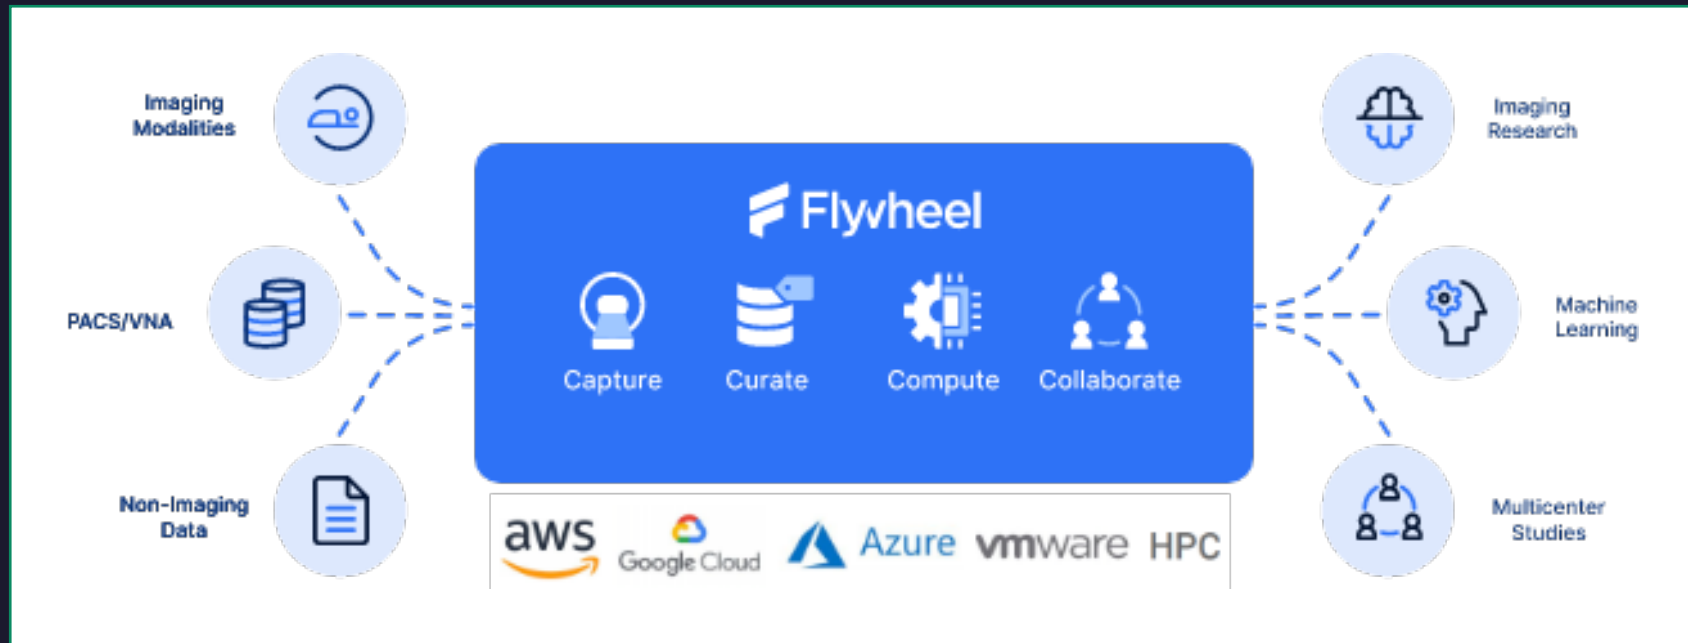 Imaging
Modalities
PACS/VNA
Non-Imaging
Data
Flywheel
Capture
Curate
Compute
Collaborate
aws
Google Cloud
Azure
vmware
HPC
Imaging
Research
Machine
Learning
Multicenter
Studies